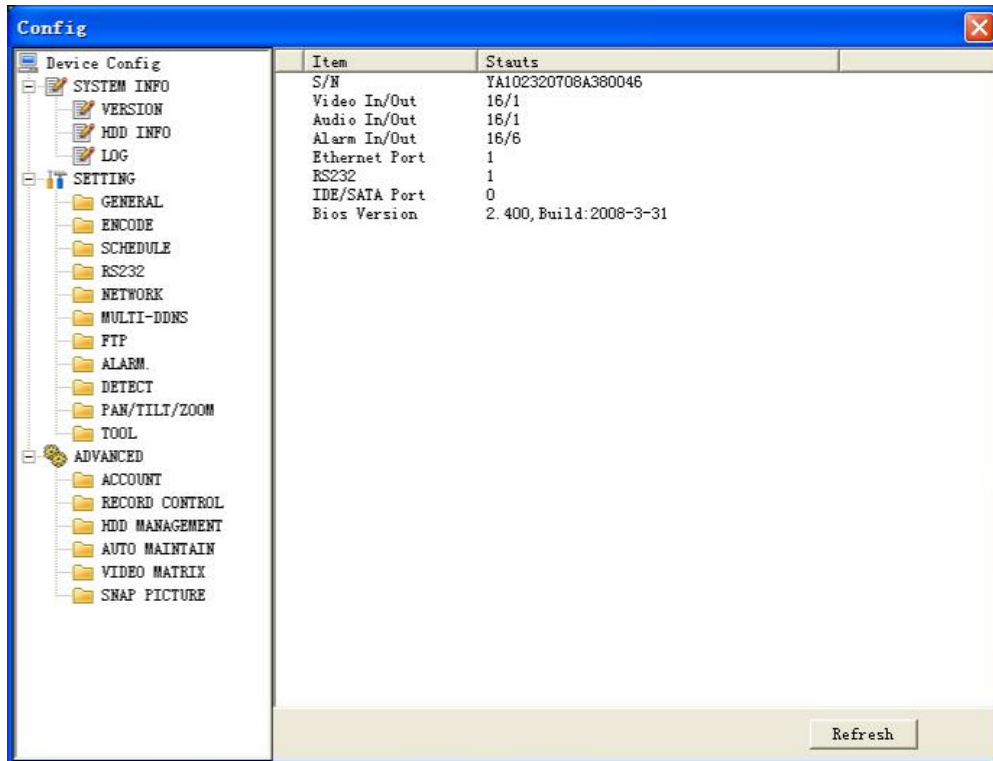 Config
Device Config
SYSTEM INFO
VERSION
HDD INFO
LOG
SETTING
GENERAL
ENCODE
SCHEDULE
RS232
NETWORK
MULTI-DDNS
FTP
ALARM.
DETECT
PAN/TILT/ZOOM
TOOL
ADVANCED
ACCOUNT
RECORD CONTROL
HDD MANAGEMENT
AUTO MAINTAIN
VIDEO MATRIX
SNAP PICTURE
Item Stauts
S/N YA102320708A380046
Video In/Out 16/1
Audio In/Out 16/1
Alarm In/Out 16/6
Ethernet Port 1
RS232 1
IDE/SATA Port 0
Bios Version 2.400,Build:2008-3-31
Refresh